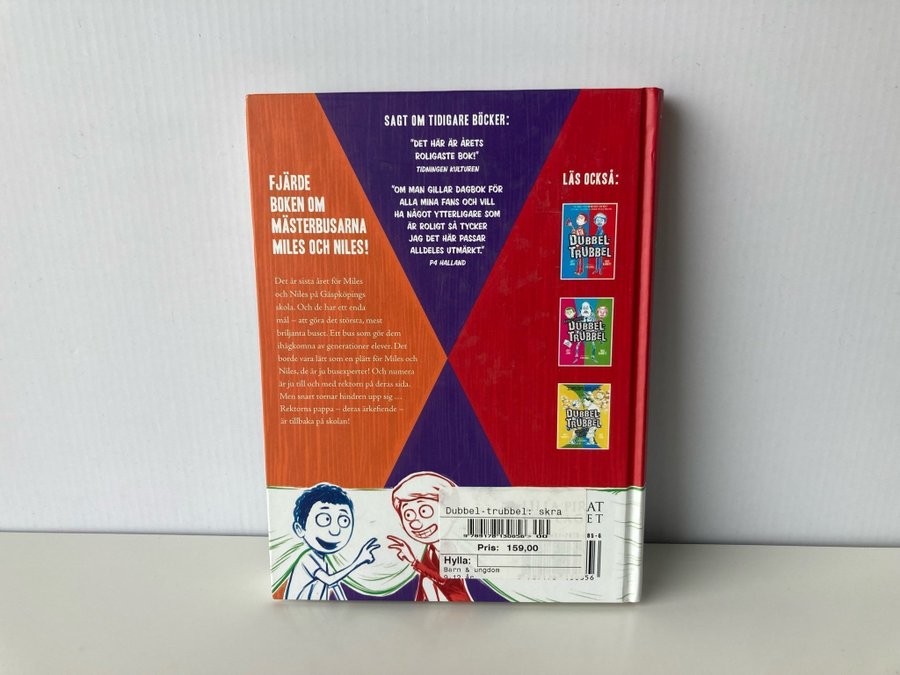 SAGT OM TIDIGARE BÖCKER:
"DET HÄR ÄR ÅRETS
ROLIGASTE BOK!"
TIDNINGEN KULTUREN
"OM MAN GILLAR DAGBOK FÖR
ALLA MINA FANS OCH VILL
HA NÅGOT YTTERLIGARE SOM
ÄR ROLIGT SÅ TYCKER
JAG DET HÄR PASSAR
ALLDELES UTMÄRKT."
P4 HALLAND
FJÄRDE
BOKEN OM
MÄSTERBUSARNA
MILES OCH NILES!
Det är sista året för Miles
och Niles på Gäspköpings
skola. Och de har ett enda
mål – att göra det största, mest
briljanta buset. Ett bus som gör dem
ihågkomna av generationer elever. Det
borde vara lätt som en plätt för Miles och
Niles, de är ju busexperter! Och numera
är ju till och med rektorn på deras sida.
Men snart tornar hindren upp sig ...
Rektorns pappa – deras ärkefiende –
är tillbaka på skolan!
LÄS OCKSÅ:
DUBBEL-
TRUBBEL
DUBBEL-
TRUBBEL
DUBBEL-
TRUBBEL
Dubbel-trubbel: skra
Pris: 159,00
Hylla:
Barn & ungdom
9-12 år